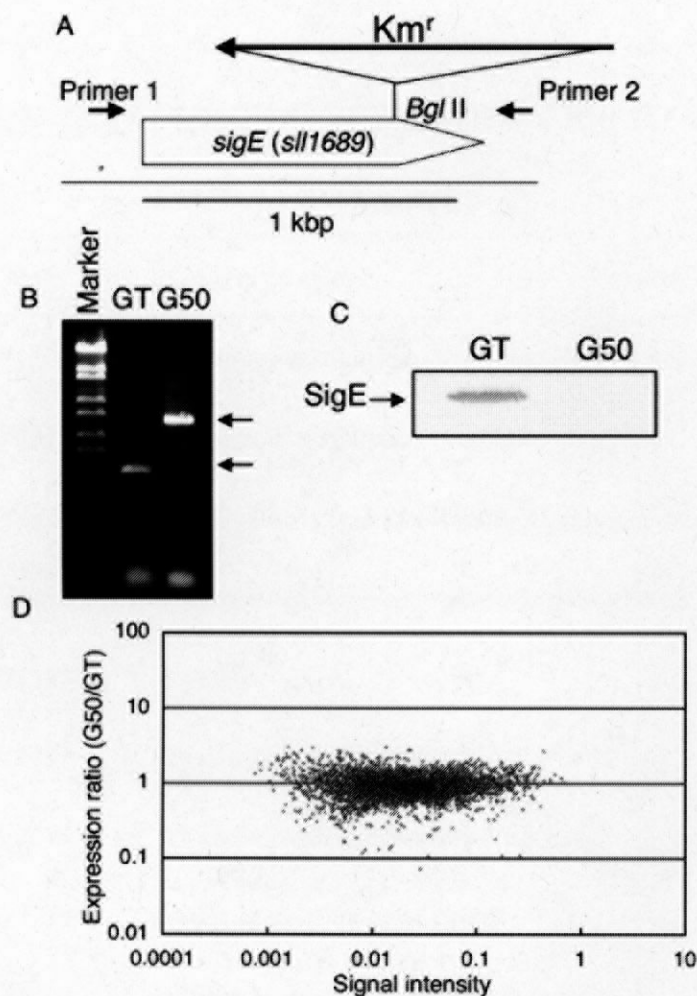 A
Kmʳ
Primer 1
Primer 2
Bgl II
sigE (sll1689)
1 kbp
B
Marker
GT G50
C
GT G50
SigE
D
Expression ratio (G50/GT)
100
10
1
0.1
0.01
0.0001 0.001 0.01 0.1 1 10
Signal intensity